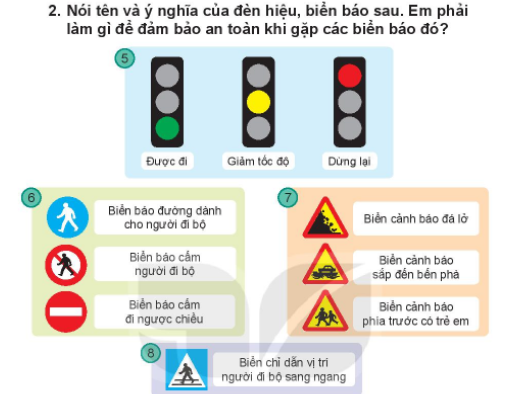 2. Nói tên và ý nghĩa của đèn hiệu, biển báo sau. Em phải
làm gì để đảm bảo an toàn khi gặp các biển báo đó?
5
Được đi
Giảm tốc độ
Dừng lại
6
Biển báo đường dành
cho người đi bộ
Biển báo cấm
người đi bộ
Biển báo cấm
đi ngược chiều
7
Biển cảnh báo đá lở
Biển cảnh báo
sắp đến bến phà
Biển cảnh báo
phía trước có trẻ em
8
Biển chỉ dẫn vị trí
người đi bộ sang ngang